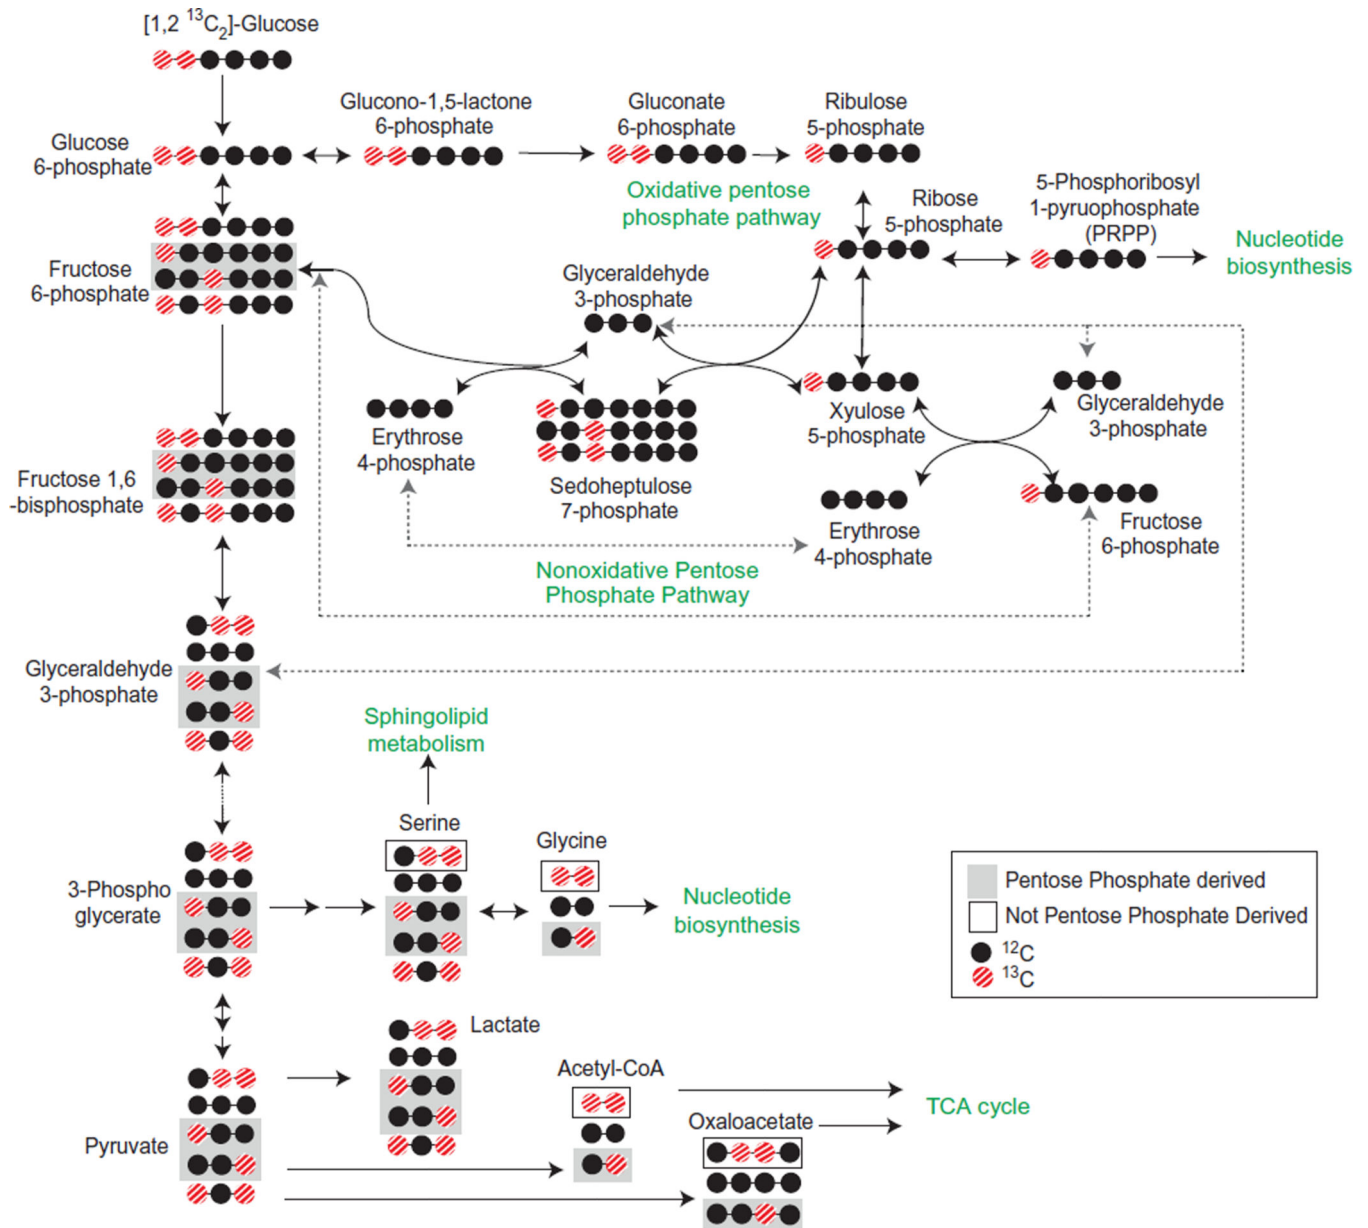 [1,2 ¹³C₂]-Glucose
Glucono-1,5-lactone
6-phosphate
Gluconate
6-phosphate
Ribulose
5-phosphate
Glucose
6-phosphate
Oxidative pentose
phosphate pathway
Ribose
5-phosphate
5-Phosphoribosyl
1-pyruophosphate
(PRPP)
Nucleotide
biosynthesis
Fructose
6-phosphate
Glyceraldehyde
3-phosphate
Erythrose
4-phosphate
Sedoheptulose
7-phosphate
Xyulose
5-phosphate
Glyceraldehyde
3-phosphate
Fructose 1,6
-bisphosphate
Erythrose
4-phosphate
Fructose
6-phosphate
Nonoxidative Pentose
Phosphate Pathway
Glyceraldehyde
3-phosphate
Sphingolipid
metabolism
Serine
Glycine
3-Phospho
glycerate
Nucleotide
biosynthesis
Pentose Phosphate derived
Not Pentose Phosphate Derived
¹²C
¹³C
Lactate
Acetyl-CoA
Oxaloacetate
TCA cycle
Pyruvate